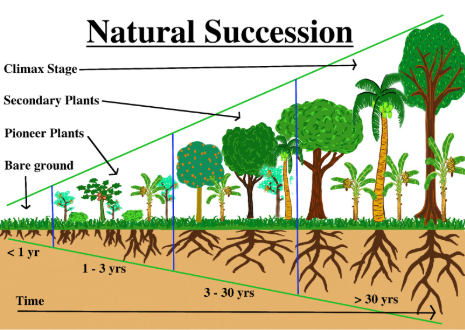 Natural Succession
Climax Stage
Secondary Plants
Pioneer Plants
Bare ground
< 1 yr
1 - 3 yrs
3 - 30 yrs
> 30 yrs
Time